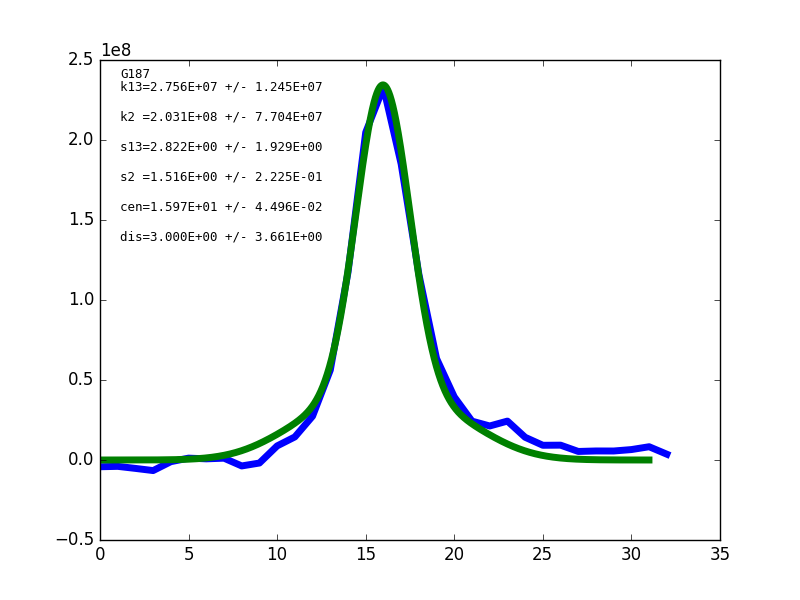 1e8
2.5
2.0
1.5
1.0
0.5
0.0
−0.5
G187
k13=2.756E+07 +/- 1.245E+07
k2 =2.031E+08 +/- 7.704E+07
s13=2.822E+00 +/- 1.929E+00
s2 =1.516E+00 +/- 2.225E-01
cen=1.597E+01 +/- 4.496E-02
dis=3.000E+00 +/- 3.661E+00
0 5 10 15 20 25 30 35